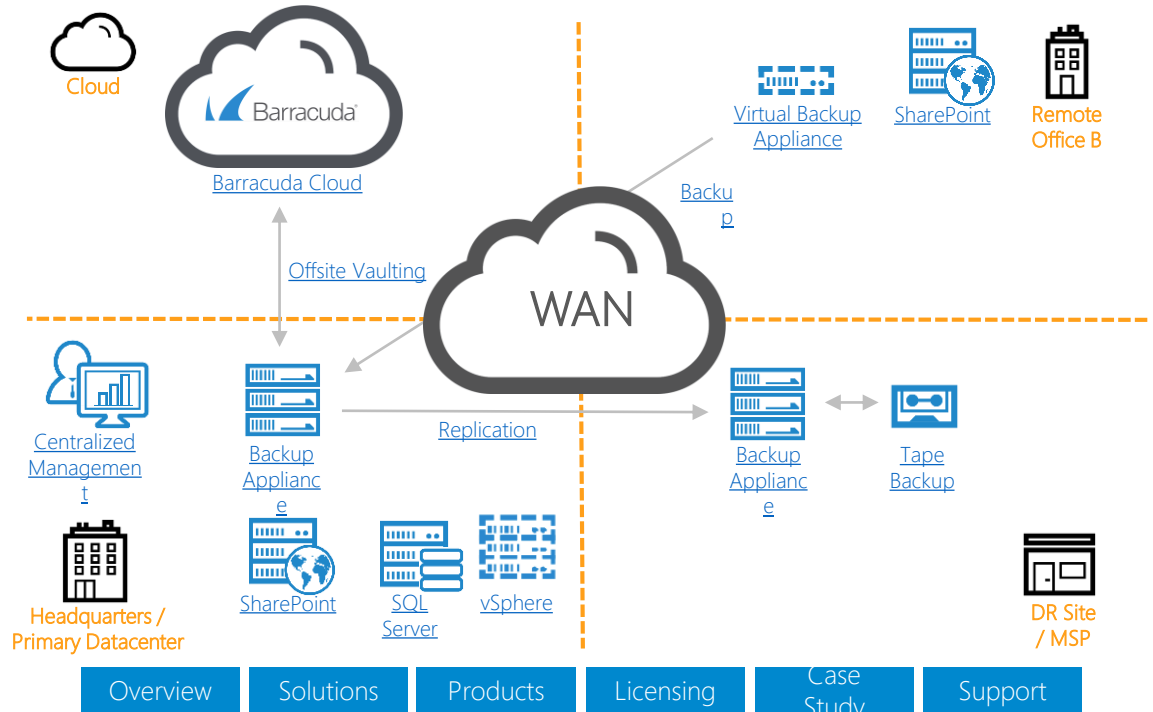 Cloud
Barracuda
Barracuda Cloud
Virtual Backup
Appliance
SharePoint
Remote
Office B
Backu
p
Offsite Vaulting
WAN
Centralized
Managemen
t
Backup
Applianc
e
Replication
Backup
Applianc
e
Tape
Backup
Headquarters /
Primary Datacenter
SharePoint
SQL
Server
vSphere
DR Site
/ MSP
Overview
Solutions
Products
Licensing
Case
Study
Support